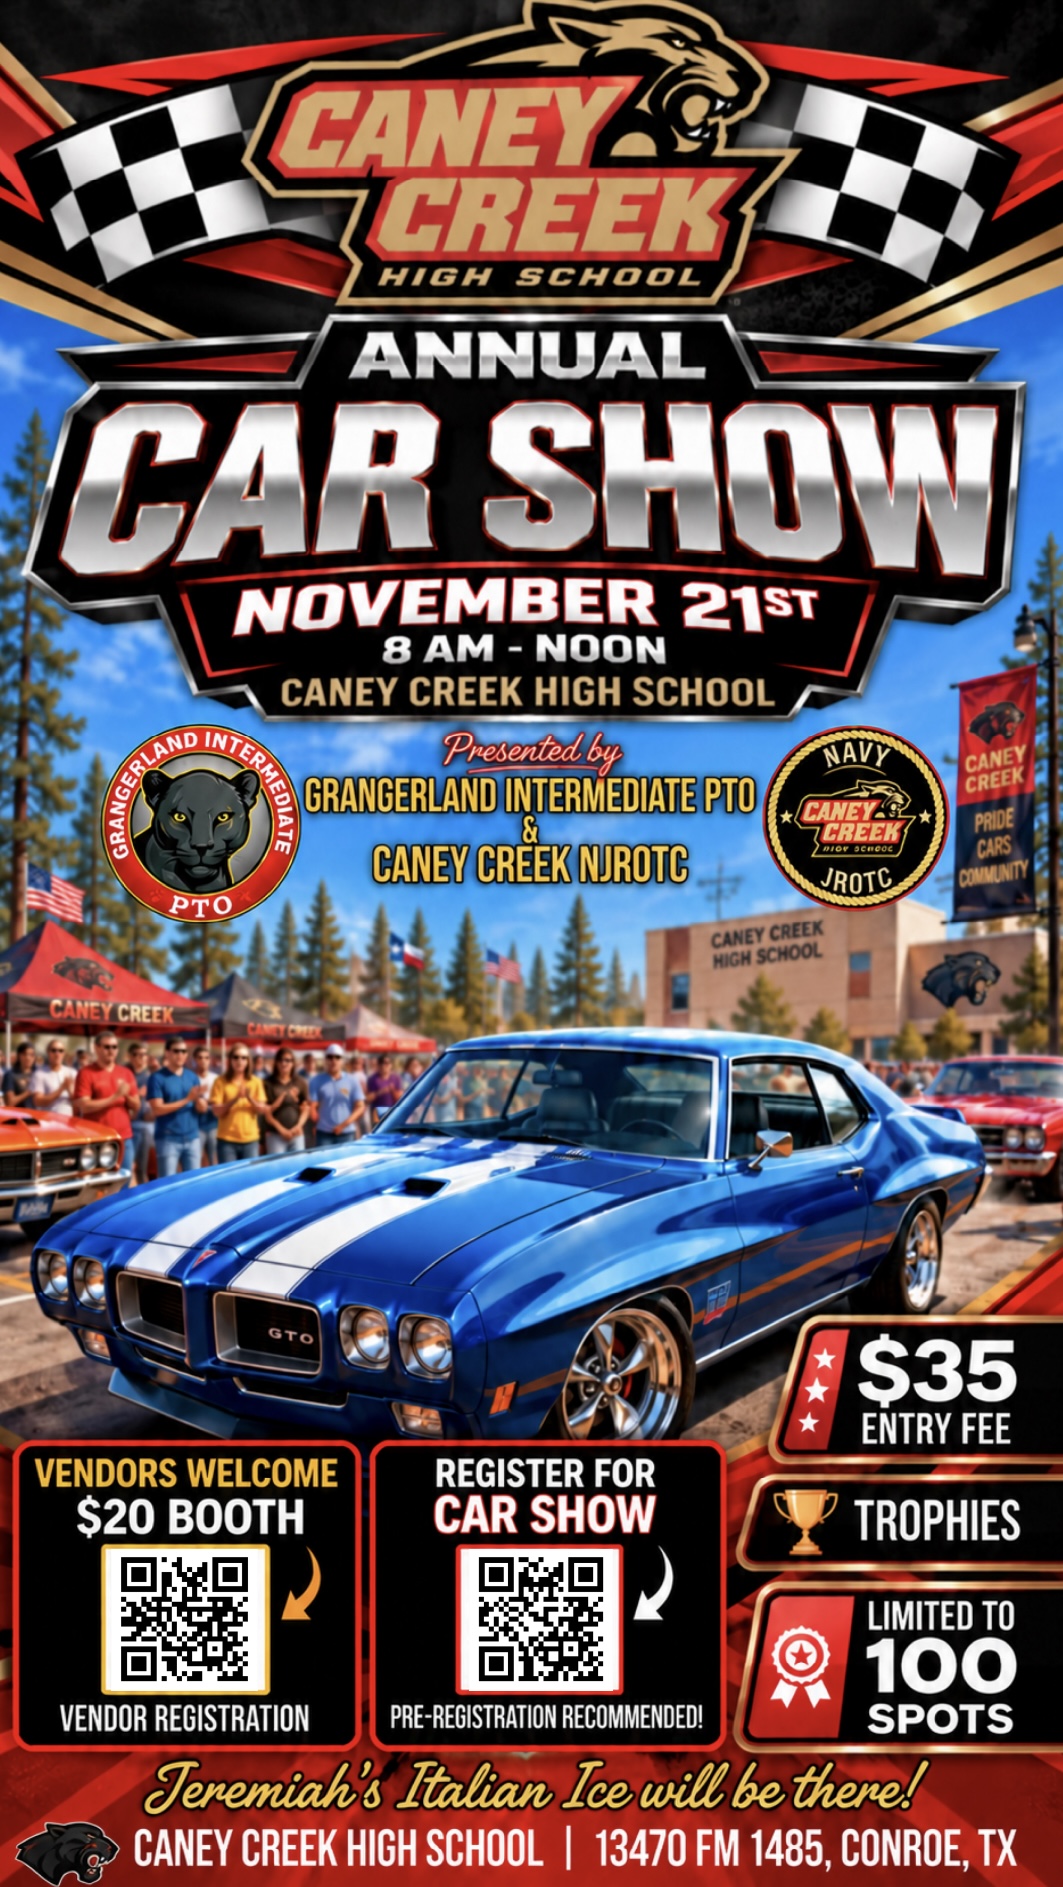 CANEY
CREEK
HIGH SCHOOL
ANNUAL
CAR SHOW
NOVEMBER 21ST
8 AM - NOON
CANEY CREEK HIGH SCHOOL
Presented by
GRANGERLAND INTERMEDIATE PTO
&
CANEY CREEK NJROTC
GRANGERLAND INTERMEDIATE
PTO
NAVY
CANEY
CREEK
HIGH SCHOOL
JROTC
CANEY
CREEK
PRIDE
CARS
COMMUNITY
CANEY CREEK
HIGH SCHOOL
CANEY CREEK
CANEY CREEK
GTO
$35
ENTRY FEE
TROPHIES
LIMITED TO
100
SPOTS
VENDORS WELCOME
$20 BOOTH
VENDOR REGISTRATION
REGISTER FOR
CAR SHOW
PRE-REGISTRATION RECOMMENDED!
Jeremiah's Italian Ice will be there!
CANEY CREEK HIGH SCHOOL | 13470 FM 1485, CONROE, TX